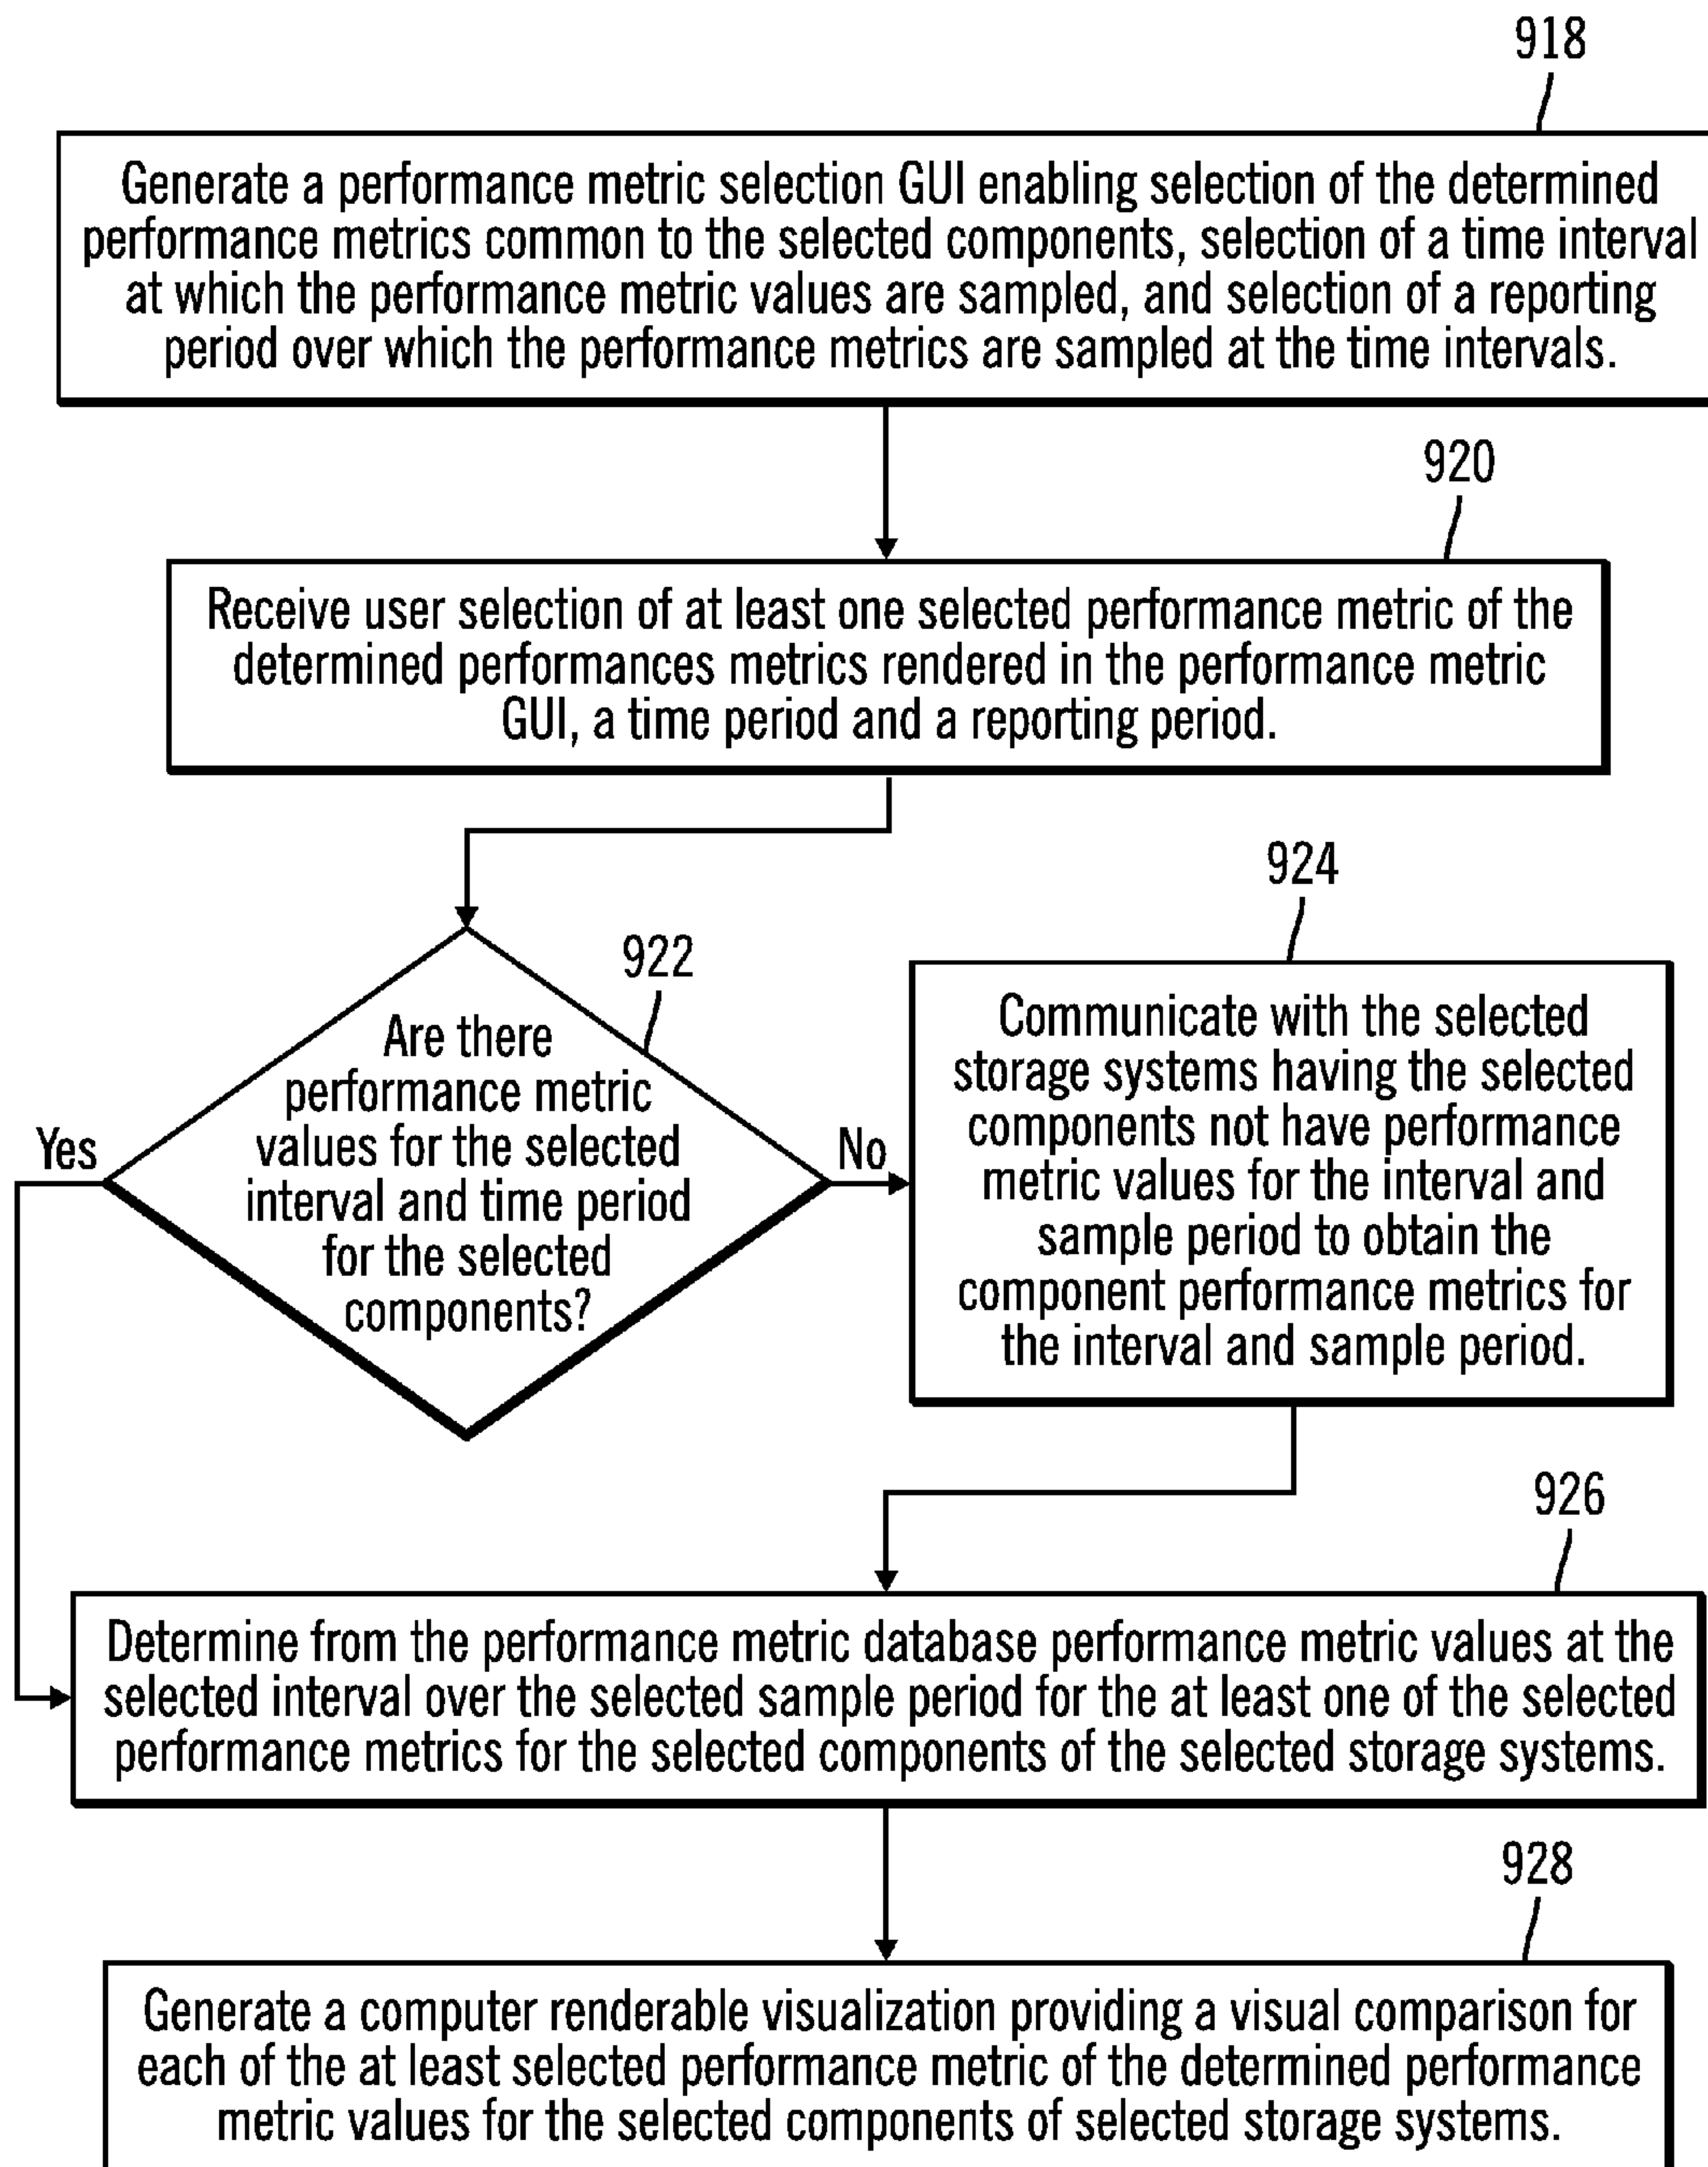 918
Generate a performance metric selection GUI enabling selection of the determined
performance metrics common to the selected components, selection of a time interval
at which the performance metric values are sampled, and selection of a reporting
period over which the performance metrics are sampled at the time intervals.
920
Receive user selection of at least one selected performance metric of the
determined performances metrics rendered in the performance metric
GUI, a time period and a reporting period.
922
Are there
performance metric
values for the selected
interval and time period
for the selected
components?
Yes
No
924
Communicate with the selected
storage systems having the selected
components not have performance
metric values for the interval and
sample period to obtain the
component performance metrics for
the interval and sample period.
926
Determine from the performance metric database performance metric values at the
selected interval over the selected sample period for the at least one of the selected
performance metrics for the selected components of the selected storage systems.
928
Generate a computer renderable visualization providing a visual comparison for
each of the at least selected performance metric of the determined performance
metric values for the selected components of selected storage systems.